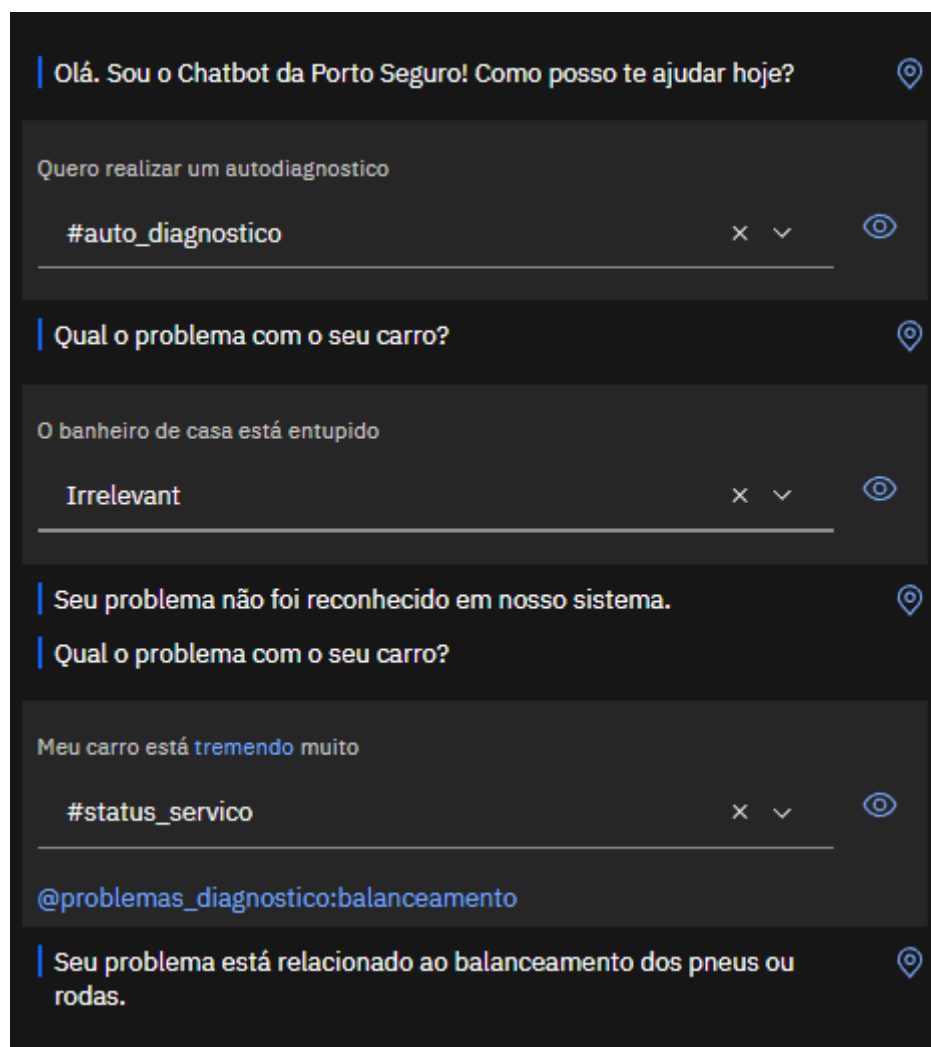 Olá. Sou o Chatbot da Porto Seguro! Como posso te ajudar hoje?
Quero realizar um autodiagnostico
#auto_diagnostico
Qual o problema com o seu carro?
O banheiro de casa está entupido
Irrelevant
Seu problema não foi reconhecido em nosso sistema.
Qual o problema com o seu carro?
Meu carro está tremendo muito
#status_servico
@problemas_diagnostico:balanceamento
Seu problema está relacionado ao balanceamento dos pneus ou
rodas.